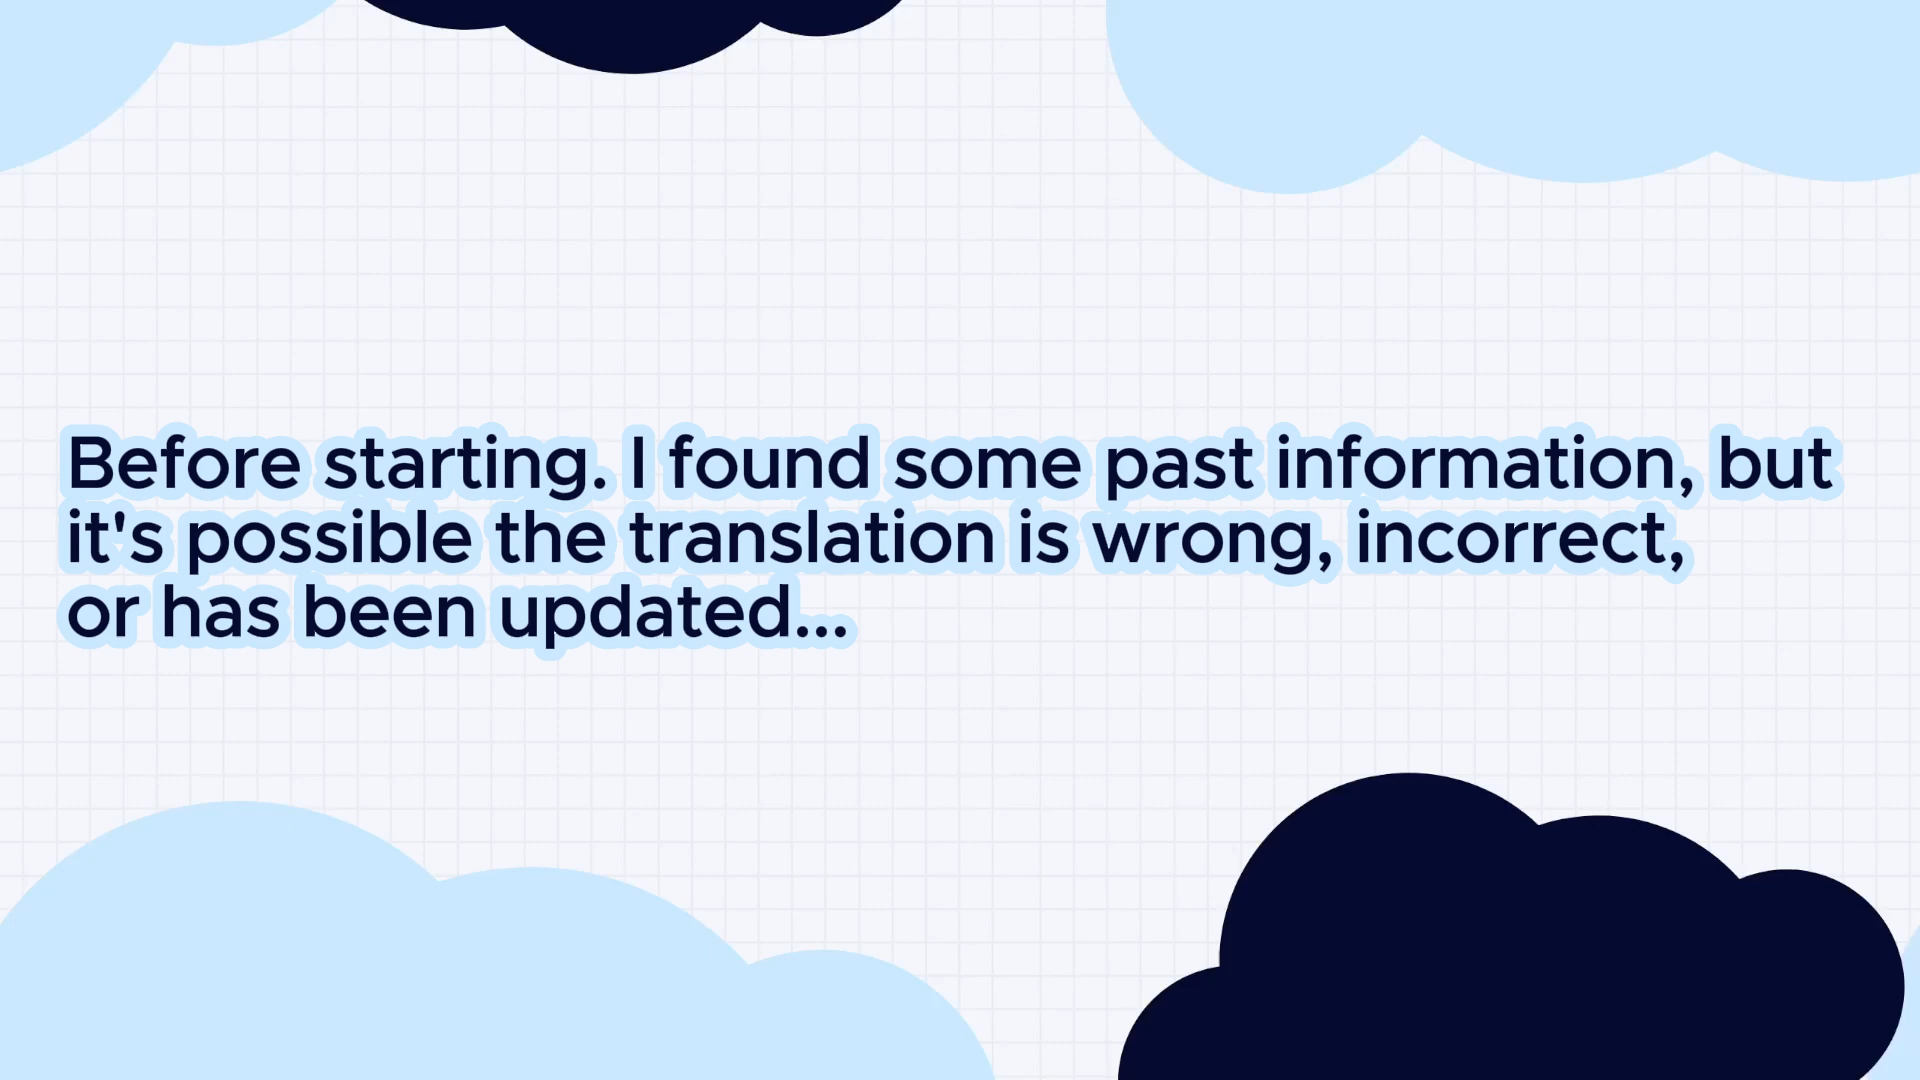 Before starting. I found some past information, but
it's possible the translation is wrong, incorrect,
or has been updated...